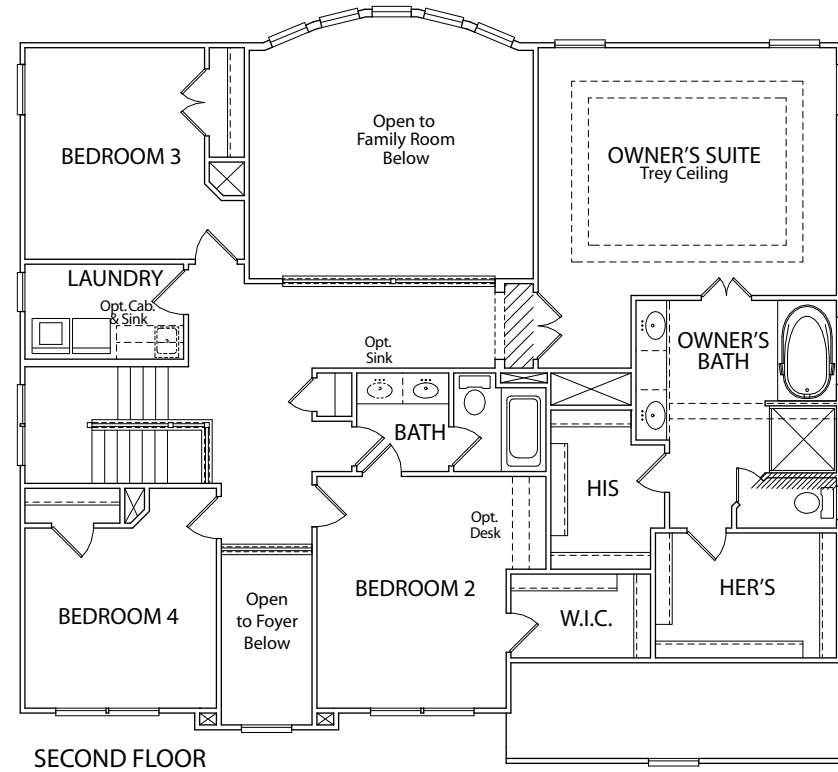 BEDROOM 3
Open to
Family Room
Below
OWNER'S SUITE
Trey Ceiling
LAUNDRY
Opt. Cab.
& Sink
Opt.
Sink
OWNER'S
BATH
BATH
HIS
Opt.
Desk
BEDROOM 4
Open
to Foyer
Below
BEDROOM 2
W.I.C.
HER'S
SECOND FLOOR